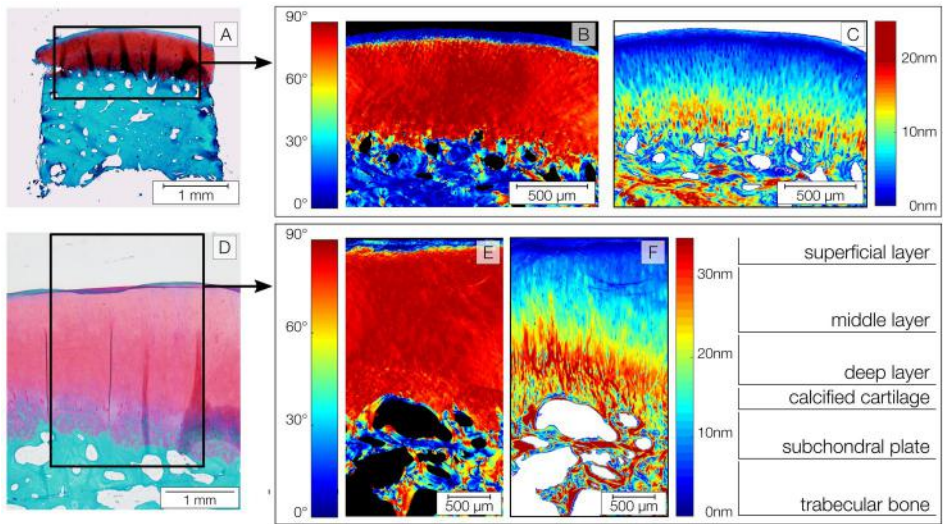 A
1 mm
90°
60°
30°
0°
B
500 µm
C
500 µm
20nm
10nm
0nm
D
1 mm
90°
60°
30°
0°
E
500 µm
F
500 µm
30nm
20nm
10nm
0nm
superficial layer
middle layer
deep layer
calcified cartilage
subchondral plate
trabecular bone